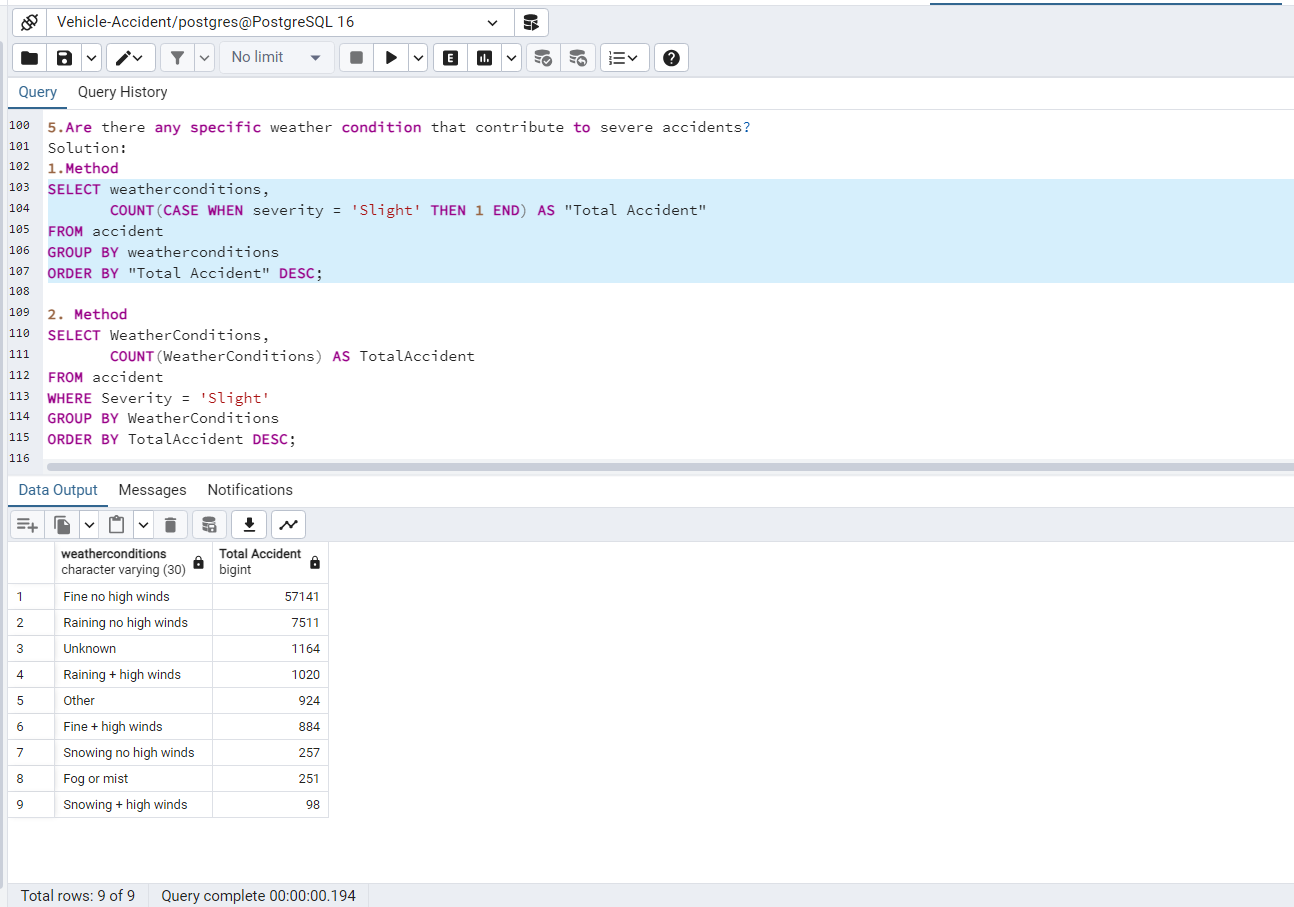 Vehicle-Accident/postgres@PostgreSQL 16
No limit
E
Query Query History
100 5.Are there any specific weather condition that contribute to severe accidents?
101 Solution:
102 1.Method
103 SELECT weatherconditions,
104 COUNT(CASE WHEN severity = 'Slight' THEN 1 END) AS "Total Accident"
105 FROM accident
106 GROUP BY weatherconditions
107 ORDER BY "Total Accident" DESC;
108
109 2. Method
110 SELECT WeatherConditions,
111 COUNT(WeatherConditions) AS TotalAccident
112 FROM accident
113 WHERE Severity = 'Slight'
114 GROUP BY WeatherConditions
115 ORDER BY TotalAccident DESC;
116
Data Output Messages Notifications
weatherconditions Total Accident
character varying (30) bigint
1 Fine no high winds 57141
2 Raining no high winds 7511
3 Unknown 1164
4 Raining + high winds 1020
5 Other 924
6 Fine + high winds 884
7 Snowing no high winds 257
8 Fog or mist 251
9 Snowing + high winds 98
Total rows: 9 of 9 Query complete 00:00:00.194